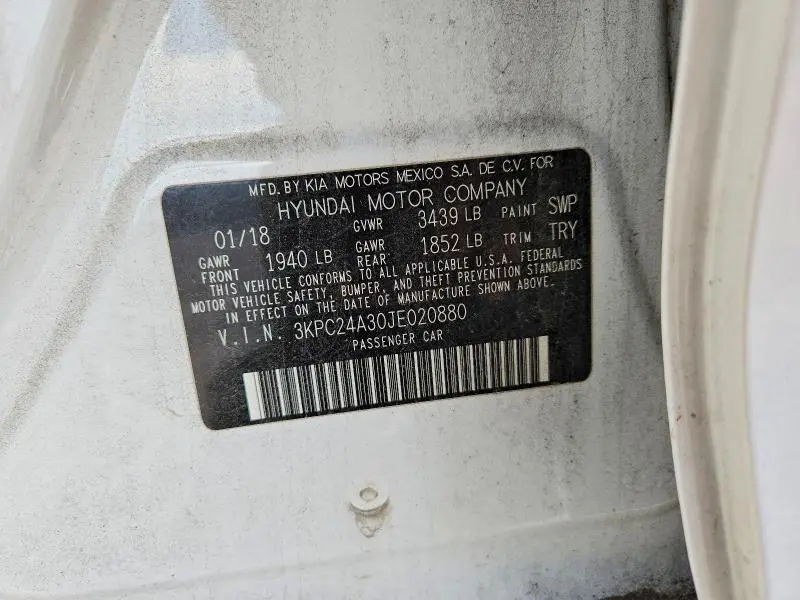 MFD. BY KIA MOTORS MEXICO S.A. DE C.V. FOR
HYUNDAI MOTOR COMPANY
01/18 GVWR 3439 LB PAINT SWP
GAWR FRONT 1940 LB GAWR REAR: 1852 LB TRIM TRY
THIS VEHICLE CONFORMS TO ALL APPLICABLE U.S.A. FEDERAL
MOTOR VEHICLE SAFETY, BUMPER, AND THEFT PREVENTION STANDARDS
IN EFFECT ON THE DATE OF MANUFACTURE SHOWN ABOVE.
V.I.N. 3KPC24A30JE020880
PASSENGER CAR